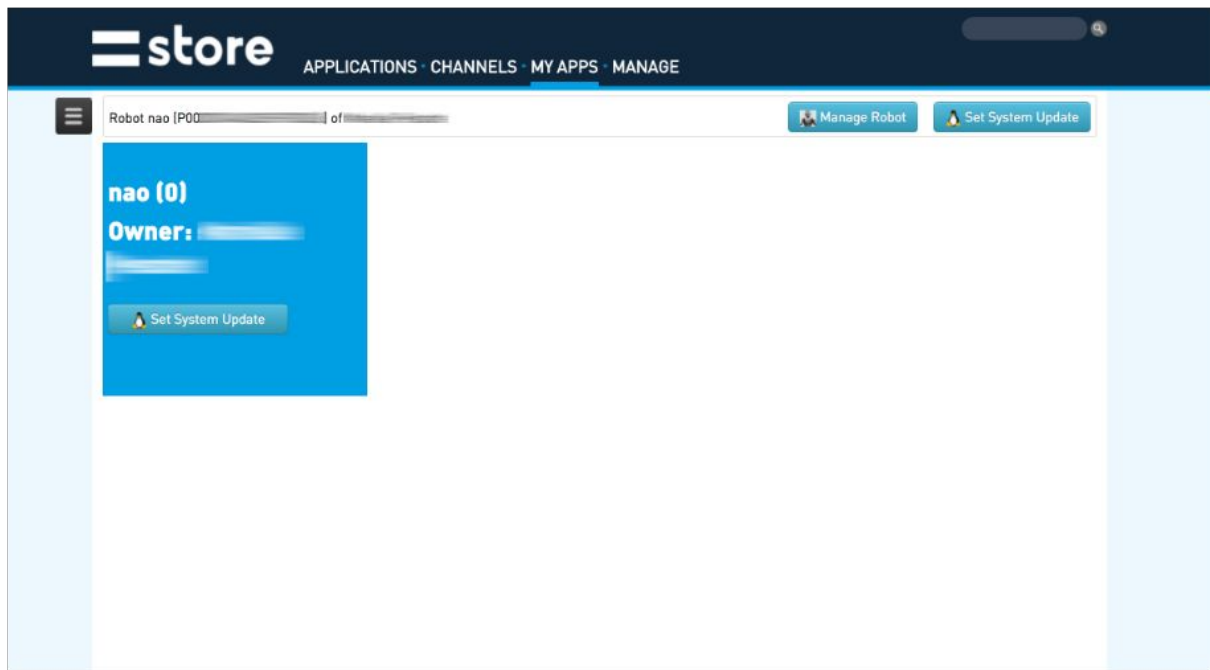 store
APPLICATIONS · CHANNELS · MY APPS · MANAGE
Robot nao [P00 ] of
Manage Robot
Set System Update
nao (0)
Owner:
Set System Update